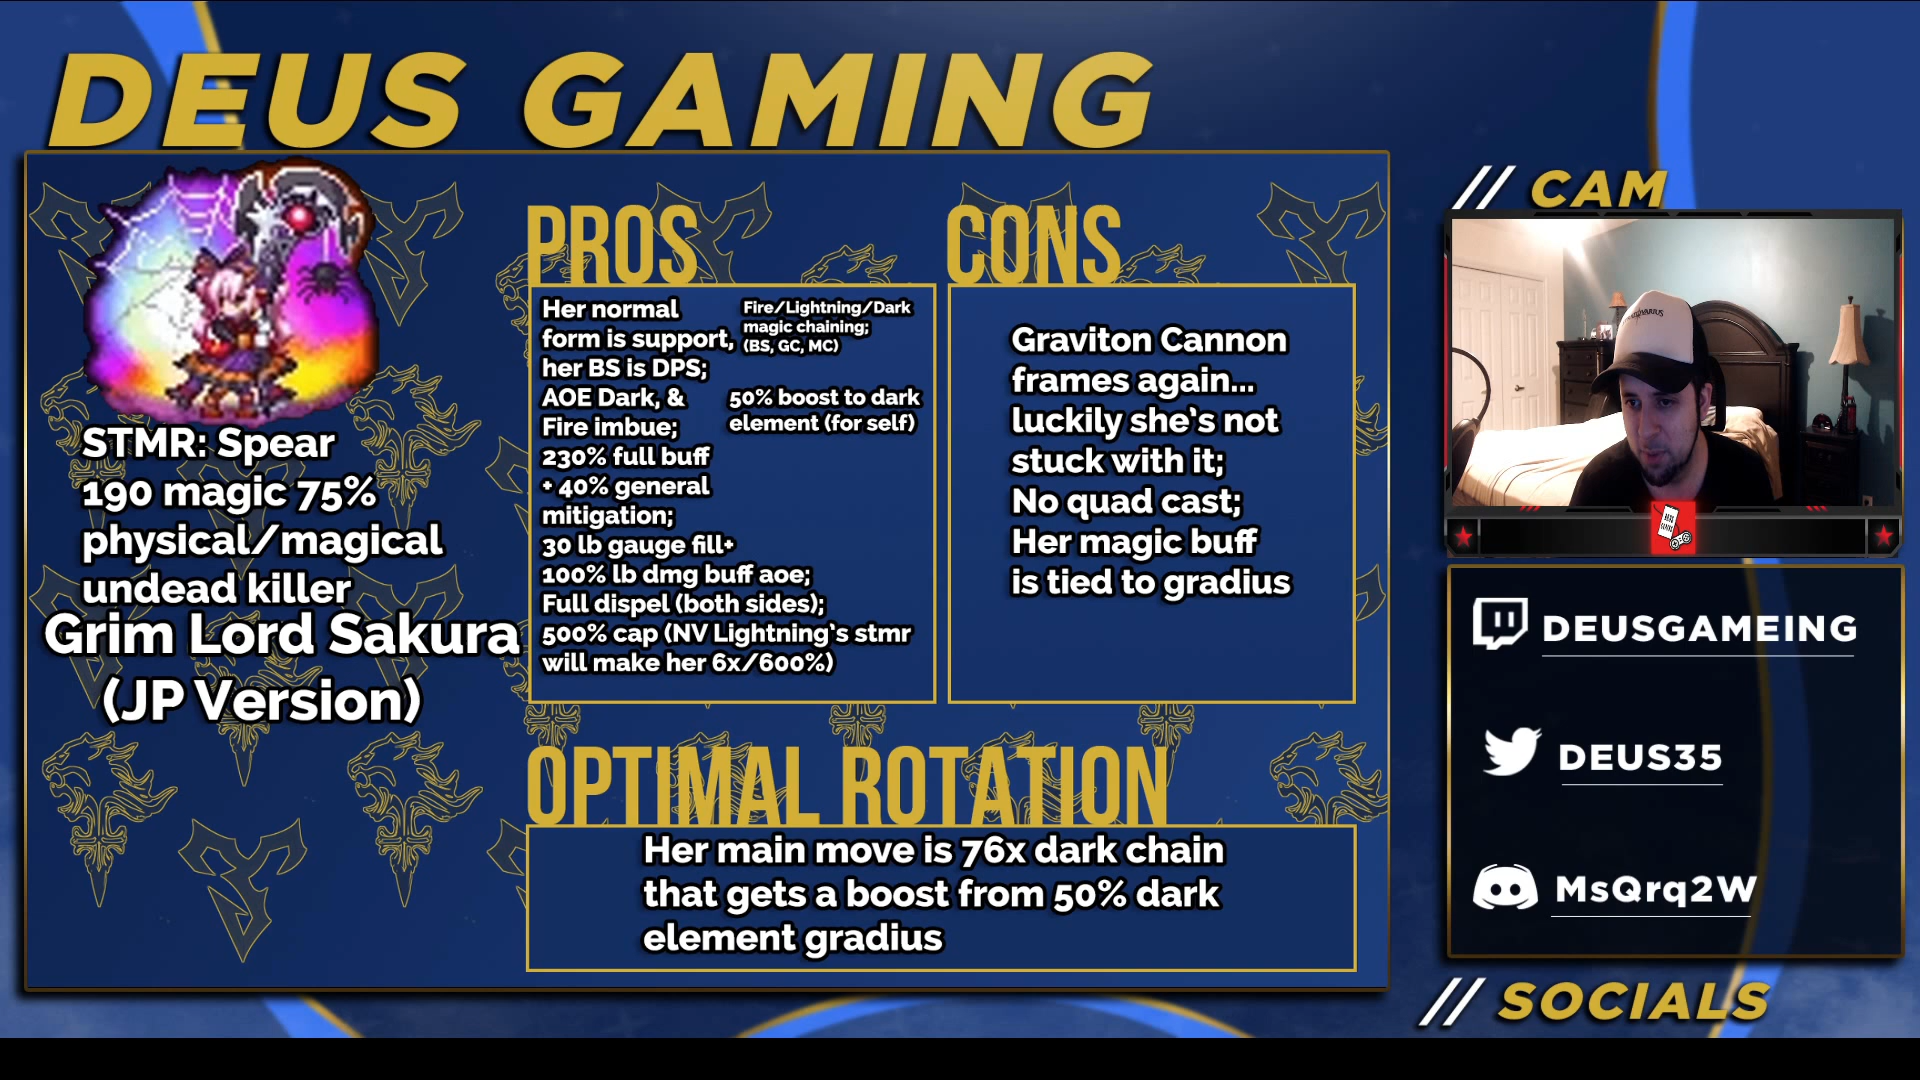 DEUS GAMING
STMR: Spear
190 magic 75%
physical/magical
undead killer
Grim Lord Sakura
(JP Version)
PROS
Her normal
form is support,
her BS is DPS;
AOE Dark, &
Fire imbue;
230% full buff
+ 40% general
mitigation;
30 lb gauge fill+
100% lb dmg buff aoe;
Full dispel (both sides);
500% cap (NV Lightning's stmr
will make her 6x/600%)
Fire/Lightning/Dark
magic chaining;
(BS, GC, MC)
50% boost to dark
element (for self)
CONS
Graviton Cannon
frames again...
luckily she's not
stuck with it;
No quad cast;
Her magic buff
is tied to gradius
OPTIMAL ROTATION
Her main move is 76x dark chain
that gets a boost from 50% dark
element gradius
// CAM
DEUSGAMEING
DEUS35
MsQrq2W
// SOCIALS